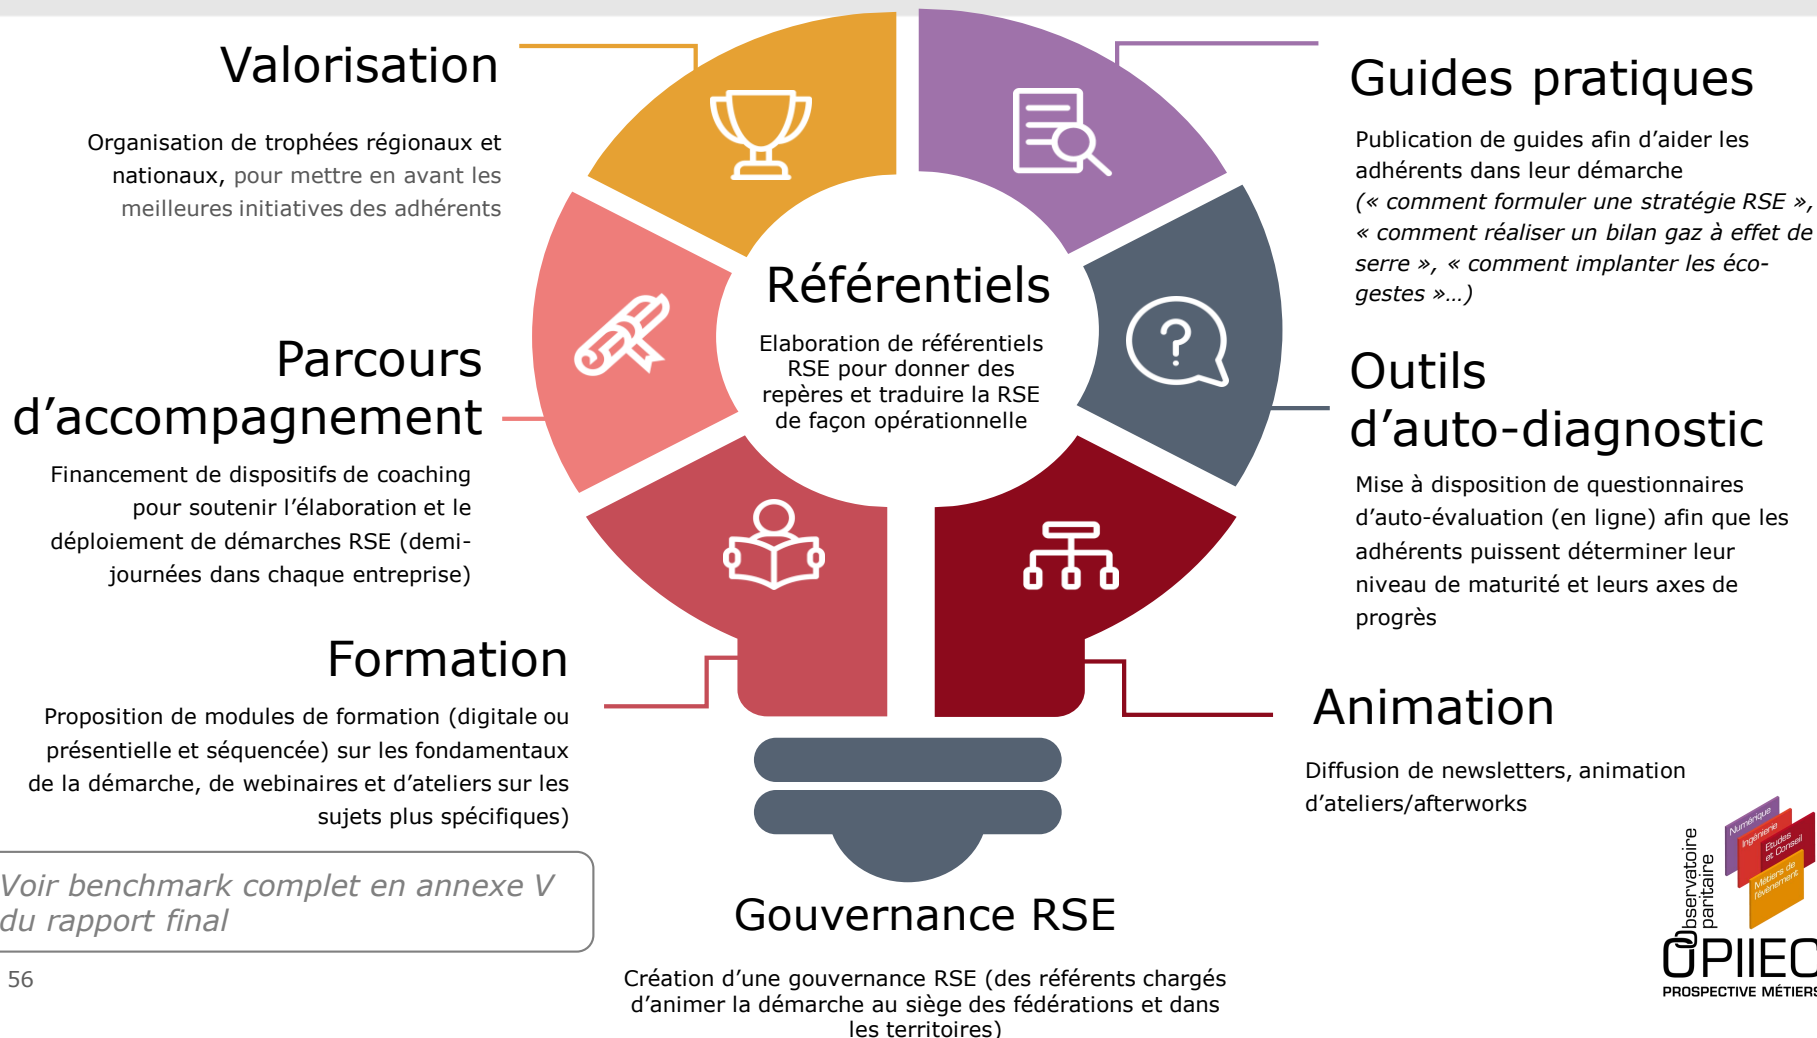 Valorisation
Organisation de trophées régionaux et
nationaux, pour mettre en avant les
meilleures initiatives des adhérents
Parcours
d’accompagnement
Financement de dispositifs de coaching
pour soutenir l’élaboration et le
déploiement de démarches RSE (demi-
journées dans chaque entreprise)
Formation
Proposition de modules de formation (digitale ou
présentielle et séquencée) sur les fondamentaux
de la démarche, de webinaires et d’ateliers sur les
sujets plus spécifiques)
Référentiels
Elaboration de référentiels
RSE pour donner des
repères et traduire la RSE
de façon opérationnelle
?
Guides pratiques
Publication de guides afin d’aider les
adhérents dans leur démarche
(« comment formuler une stratégie RSE »,
« comment réaliser un bilan gaz à effet de
serre », « comment implanter les éco-
gestes »…)
Outils
d’auto-diagnostic
Mise à disposition de questionnaires
d’auto-évaluation (en ligne) afin que les
adhérents puissent déterminer leur
niveau de maturité et leurs axes de
progrès
Animation
Diffusion de newsletters, animation
d’ateliers/afterworks
Gouvernance RSE
Création d’une gouvernance RSE (des référents chargés
d’animer la démarche au siège des fédérations et dans
les territoires)
Voir benchmark complet en annexe V
du rapport final
56
Observatoire
paritaire
Numérique
Ingénierie
Etudes
et Conseil
Métiers de
l'évènement
OPIIEC
PROSPECTIVE MÉTIERS